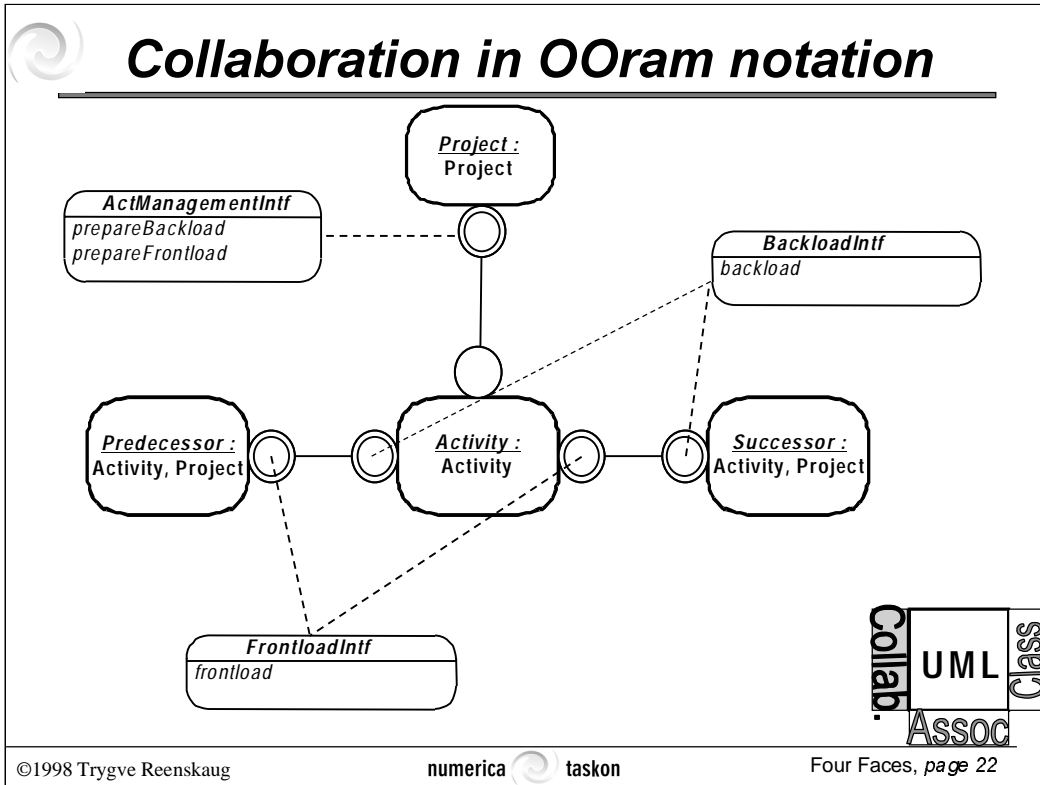 Collaboration in OOram notation
Project :
Project
ActManagementIntf
prepareBackload
prepareFrontload
BackloadIntf
backload
Predecessor :
Activity, Project
Activity :
Activity
Successor :
Activity, Project
FrontloadIntf
frontload
Collab.
UML
Class
Assoc
©1998 Trygve Reenskaug
numerica taskon
Four Faces, page 22